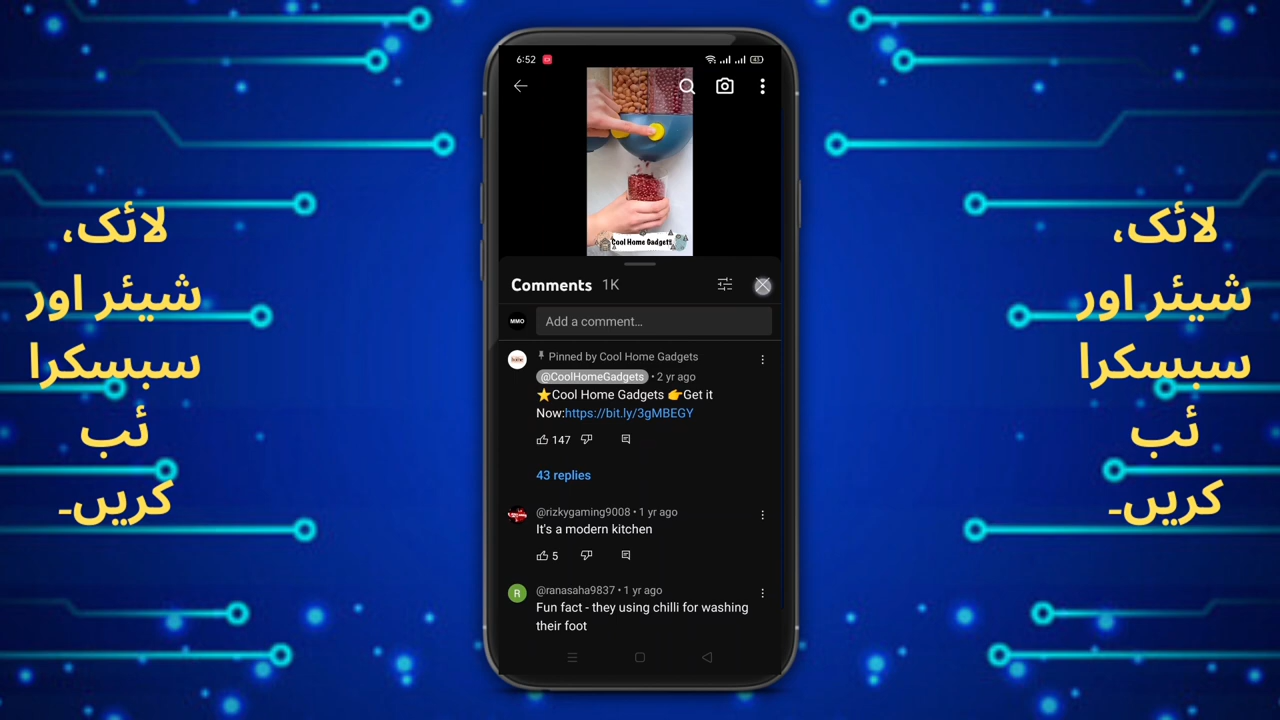 لائک،
شیئر اور
سبسکرا
ئب
کریں۔
6:52
41
Cool Home Gadgets
Comments 1K
MMO
Add a comment...
Pinned by Cool Home Gadgets
@CoolHomeGadgets • 2 yr ago
⭐Cool Home Gadgets 👉Get it
Now:https://bit.ly/3gMBEGY
147
43 replies
@rizkygaming9008 • 1 yr ago
It's a modern kitchen
5
R
@ranasaha9837 • 1 yr ago
Fun fact - they using chilli for washing
their foot
لائک،
شیئر اور
سبسکرا
ئب
کریں۔